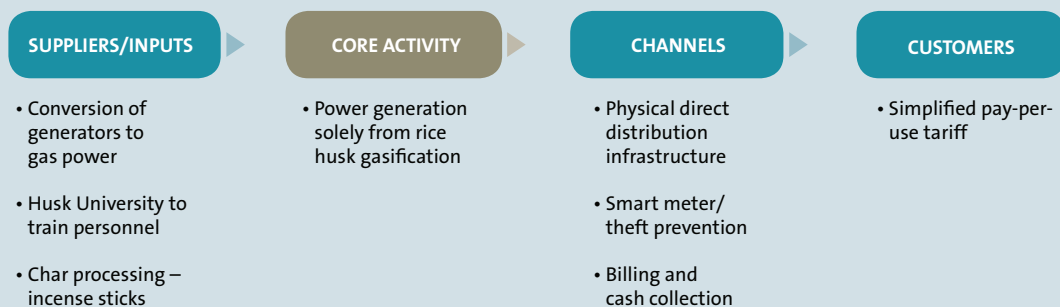 SUPPLIERS/INPUTS
• Conversion of
generators to
gas power
• Husk University to
train personnel
• Char processing –
incense sticks
CORE ACTIVITY
• Power generation
solely from rice
husk gasification
CHANNELS
• Physical direct
distribution
infrastructure
• Smart meter/
theft prevention
• Billing and
cash collection
CUSTOMERS
• Simplified pay-per-
use tariff